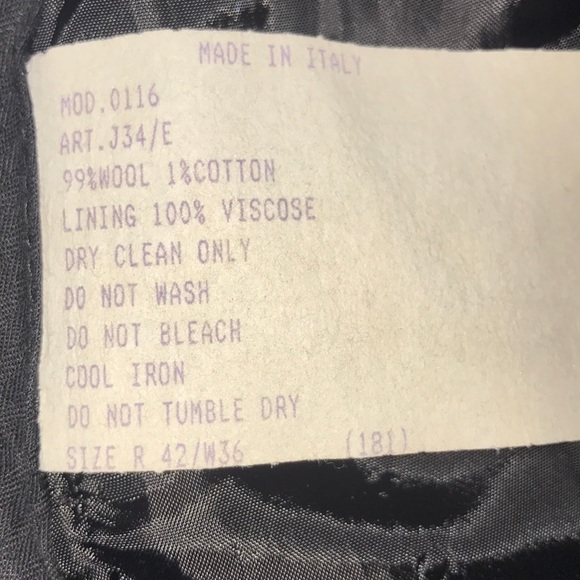 MADE IN ITALY
MOD.0116
ART.J34/E
99%WOOL 1%COTTON
LINING 100% VISCOSE
DRY CLEAN ONLY
DO NOT WASH
DO NOT BLEACH
COOL IRON
DO NOT TUMBLE DRY
SIZE R 42/W36 (181)